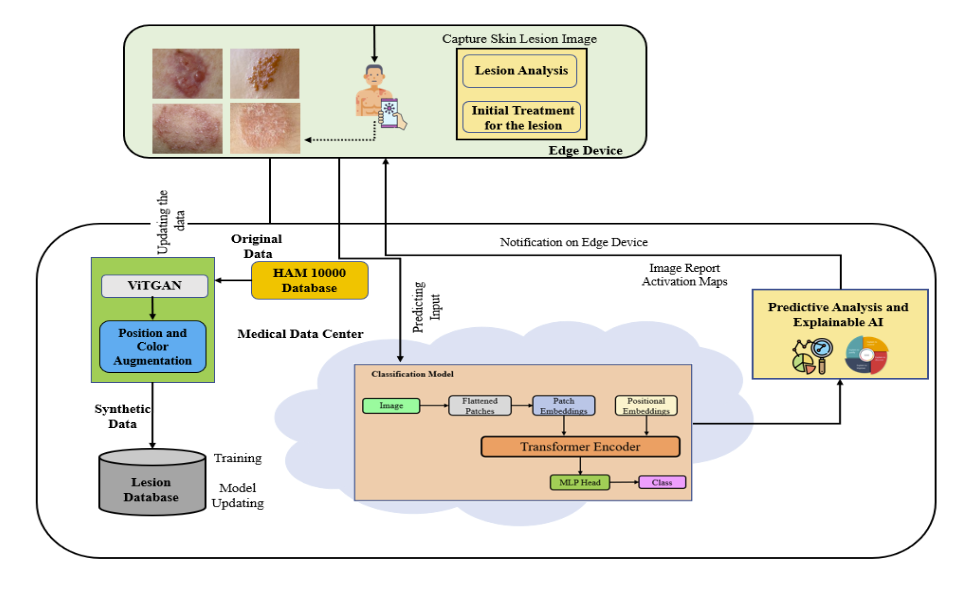 Capture Skin Lesion Image
Lesion Analysis
Initial Treatment
for the lesion
Edge Device
Updating the
data
Original
Data
Notification on Edge Device
Image Report
Activation Maps
ViTGAN
HAM 10000
Database
Predicting
Input
Predictive Analysis and
Explainable AI
Position and
Color
Augmentation
Medical Data Center
Classification Model
Image
Flattened
Patches
Patch
Embeddings
Positional
Embeddings
Synthetic
Data
Transformer Encoder
Training
Lesion
Database
Model
Updating
MLP Head
Class